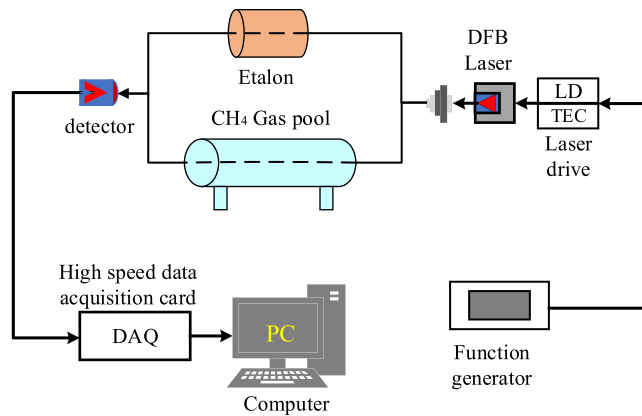 Etalon
DFB
Laser
LD
TEC
Laser
drive
detector
CH₄ Gas pool
High speed data
acquisition card
DAQ
PC
Computer
Function
generator